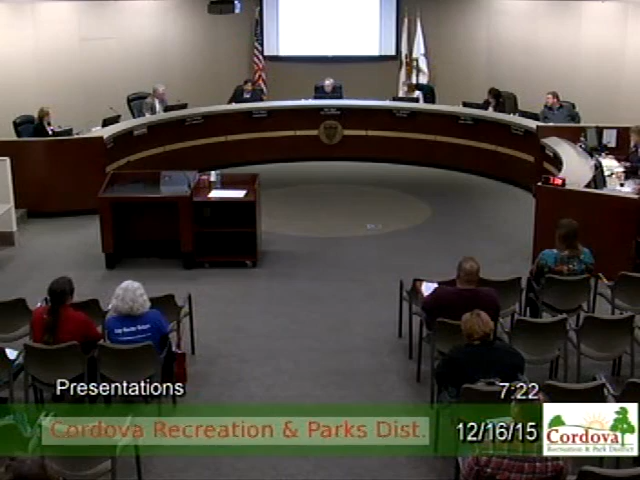 Presentations
7:22
Cordova Recreation & Parks Dist.
12/16/15
Cordova
Recreation & Park District